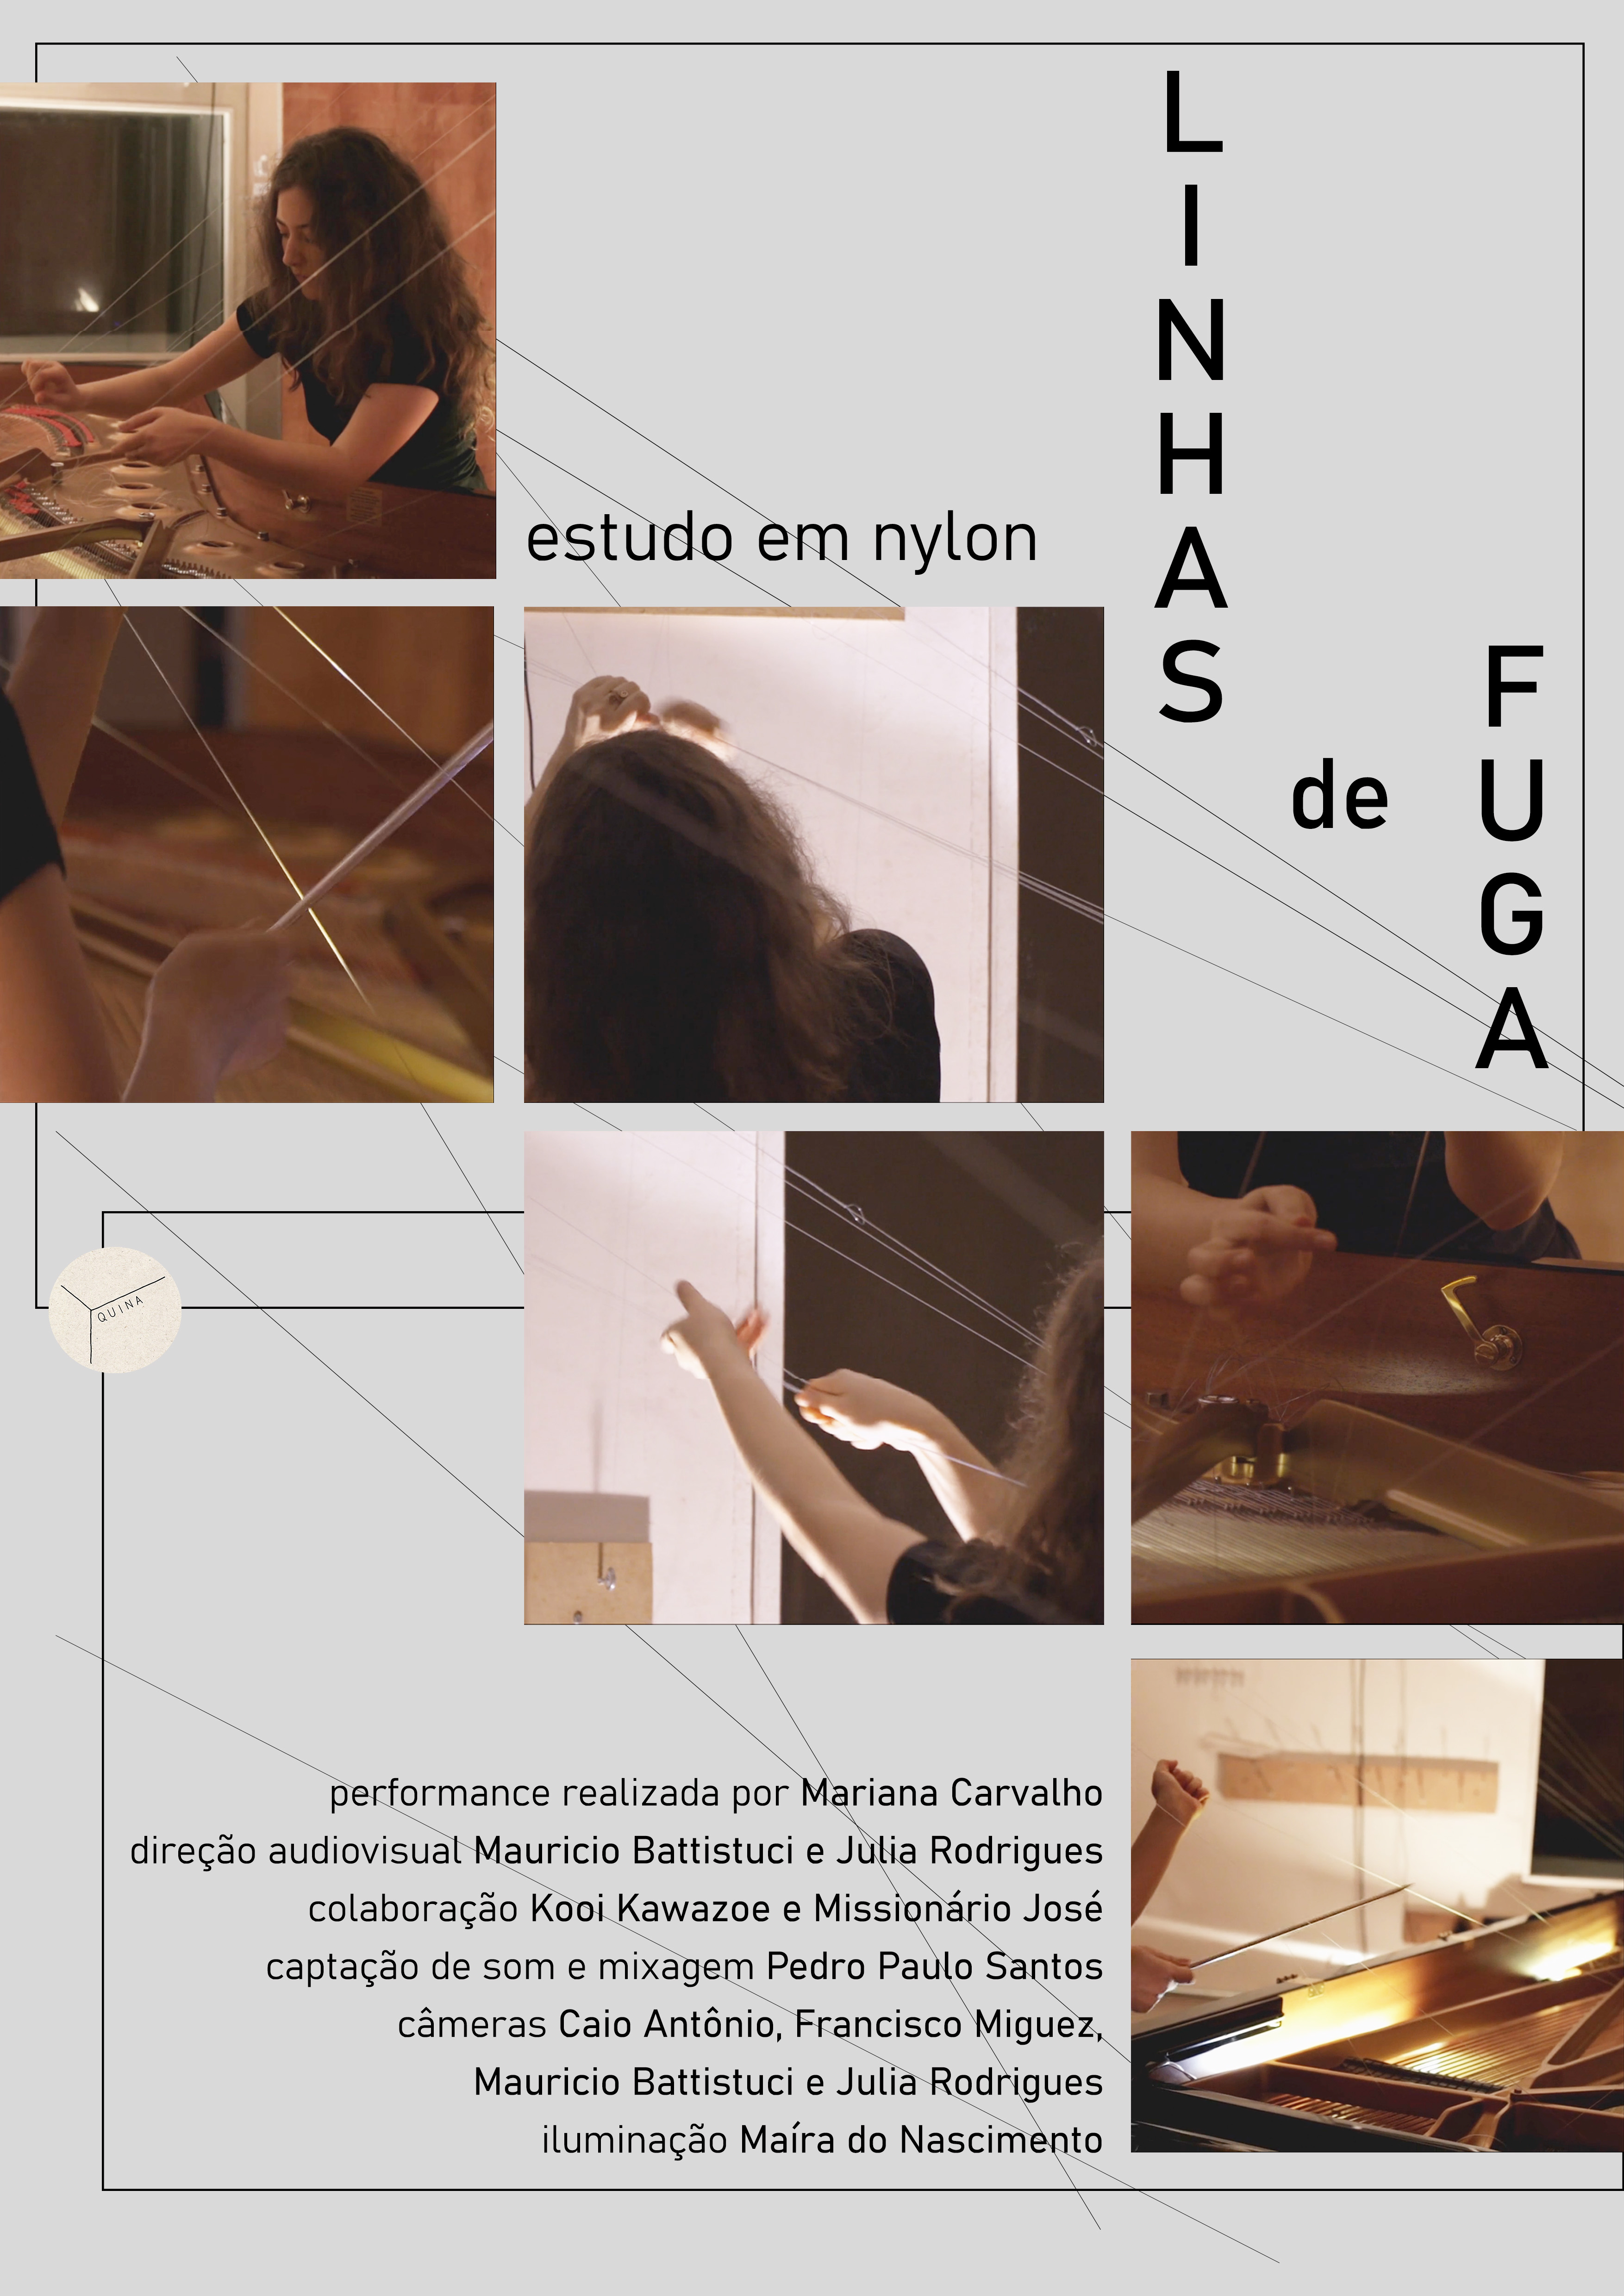 LINHAS
de
FUGA
estudo em nylon
QUINA
performance realizada por Mariana Carvalho
direção audiovisual Mauricio Battistuci e Julia Rodrigues
colaboração Kooi Kawazoe e Missionário José
captação de som e mixagem Pedro Paulo Santos
câmeras Caio Antônio, Francisco Miguez,
Mauricio Battistuci e Julia Rodrigues
iluminação Maíra do Nascimento